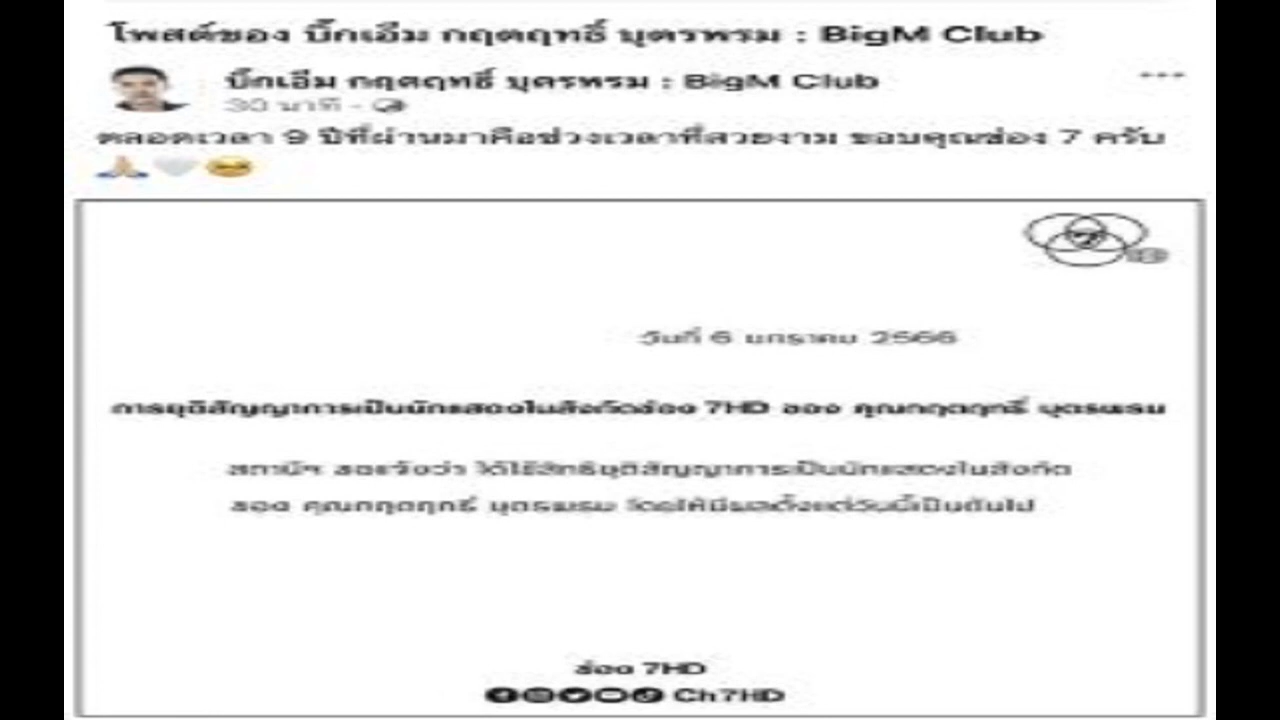 โพสต์ของ บิ๊กเอ็ม กฤตฤทธิ์ บุตรพรม : BigM Club
บิ๊กเอ็ม กฤตฤทธิ์ บุตรพรม : BigM Club
30 นาที
ตลอดเวลา 9 ปีที่ผ่านมาคือช่วงเวลาที่สวยงาม ขอบคุณช่อง 7 ครับ
🙏🏼🤍🥹
วันที่ 6 มกราคม 2566
การยุติสัญญาการเป็นนักแสดงในสังกัดช่อง 7HD ของ คุณกฤตฤทธิ์ บุตรพรม
สถานีฯ ขอแจ้งว่า ได้ใช้สิทธิยุติสัญญาการเป็นนักแสดงในสังกัด
ของ คุณกฤตฤทธิ์ บุตรพรม โดยให้มีผลตั้งแต่วันนี้เป็นต้นไป
ช่อง 7HD
Ch7HD